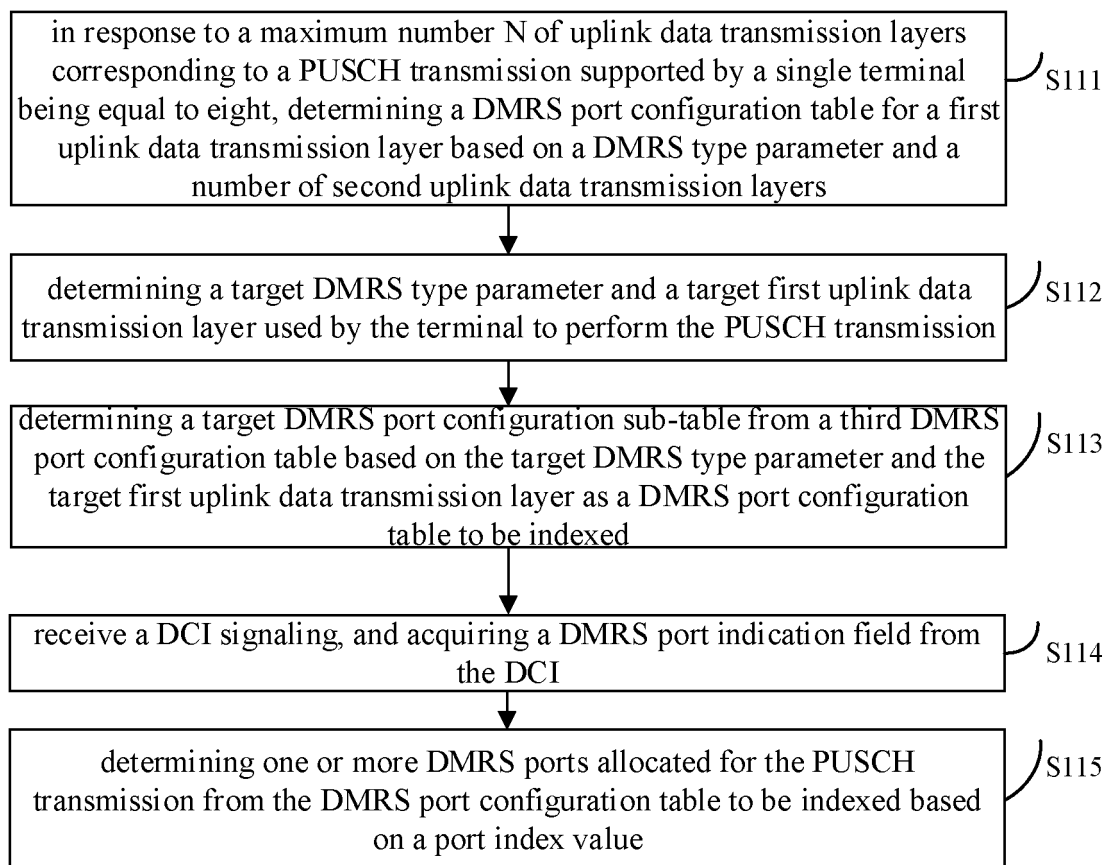 in response to a maximum number N of uplink data transmission layers
corresponding to a PUSCH transmission supported by a single terminal
being equal to eight, determining a DMRS port configuration table for a first
uplink data transmission layer based on a DMRS type parameter and a
number of second uplink data transmission layers
S111
determining a target DMRS type parameter and a target first uplink data
transmission layer used by the terminal to perform the PUSCH transmission
S112
determining a target DMRS port configuration sub-table from a third DMRS
port configuration table based on the target DMRS type parameter and the
target first uplink data transmission layer as a DMRS port configuration
table to be indexed
S113
receive a DCI signaling, and acquiring a DMRS port indication field from
the DCI
S114
determining one or more DMRS ports allocated for the PUSCH
transmission from the DMRS port configuration table to be indexed based
on a port index value
S115